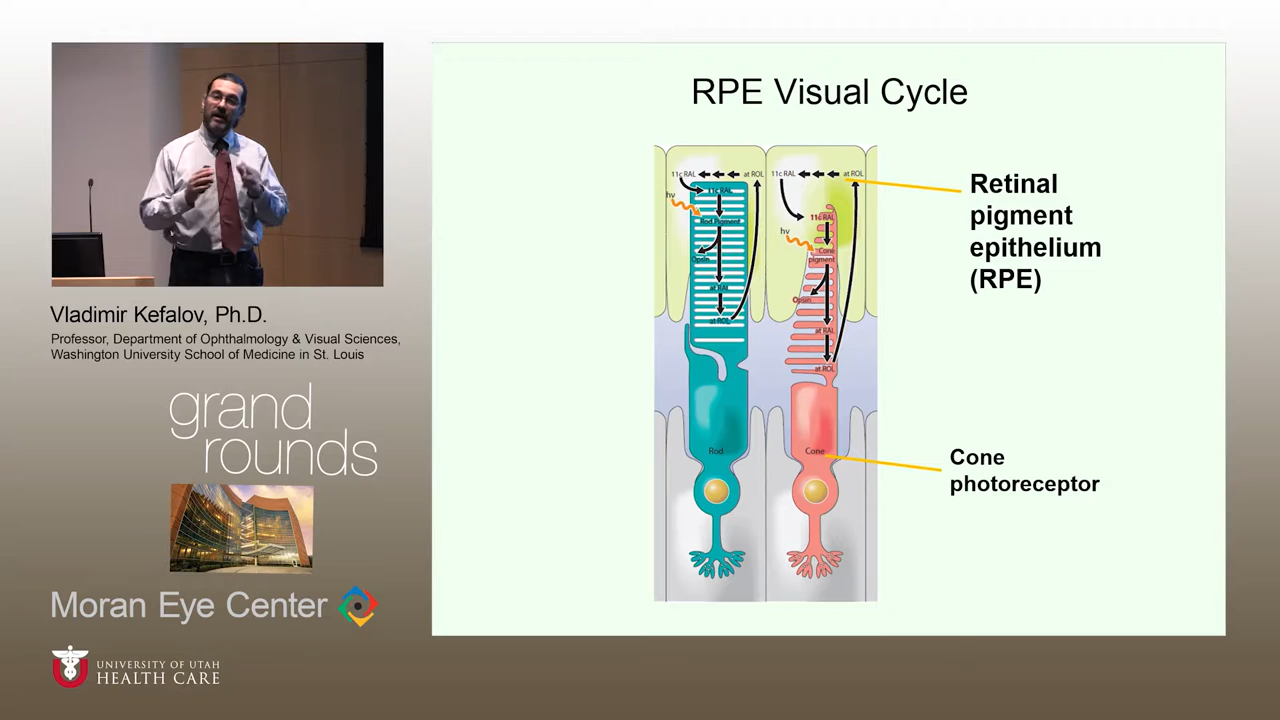 RPE Visual Cycle
11c RAL
at ROL
11c RAL
at ROL
hν
11c RAL
Rod Pigment
Opsin
at RAL
at ROL
11c RAL
hν
Cone
pigment
Opsin
at RAL
at ROL
Rod
Cone
Retinal
pigment
epithelium
(RPE)
Cone
photoreceptor
Vladimir Kefalov, Ph.D.
Professor, Department of Ophthalmology & Visual Sciences,
Washington University School of Medicine in St. Louis
grand
rounds
Moran Eye Center
U
UNIVERSITY OF UTAH
HEALTH CARE